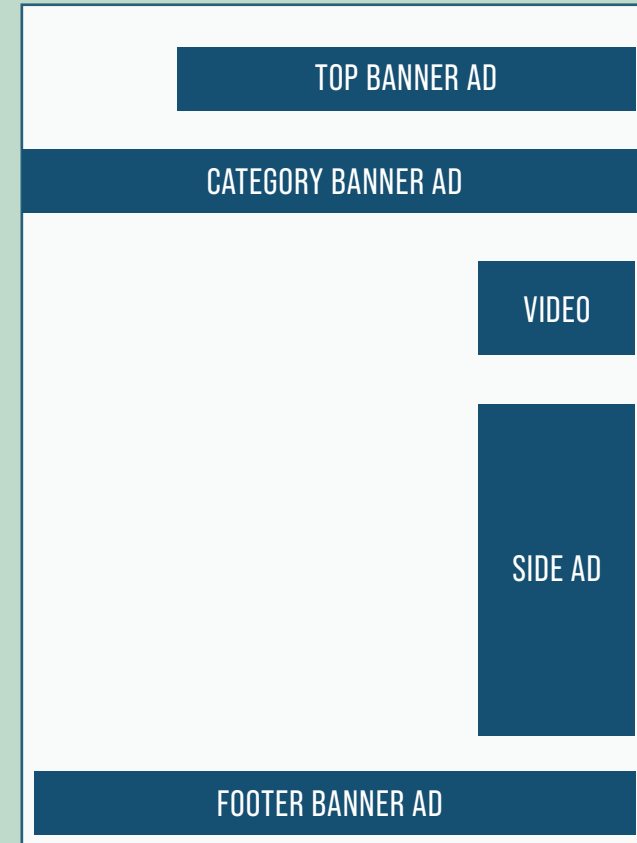 TOP BANNER AD
CATEGORY BANNER AD
VIDEO
SIDE AD
FOOTER BANNER AD